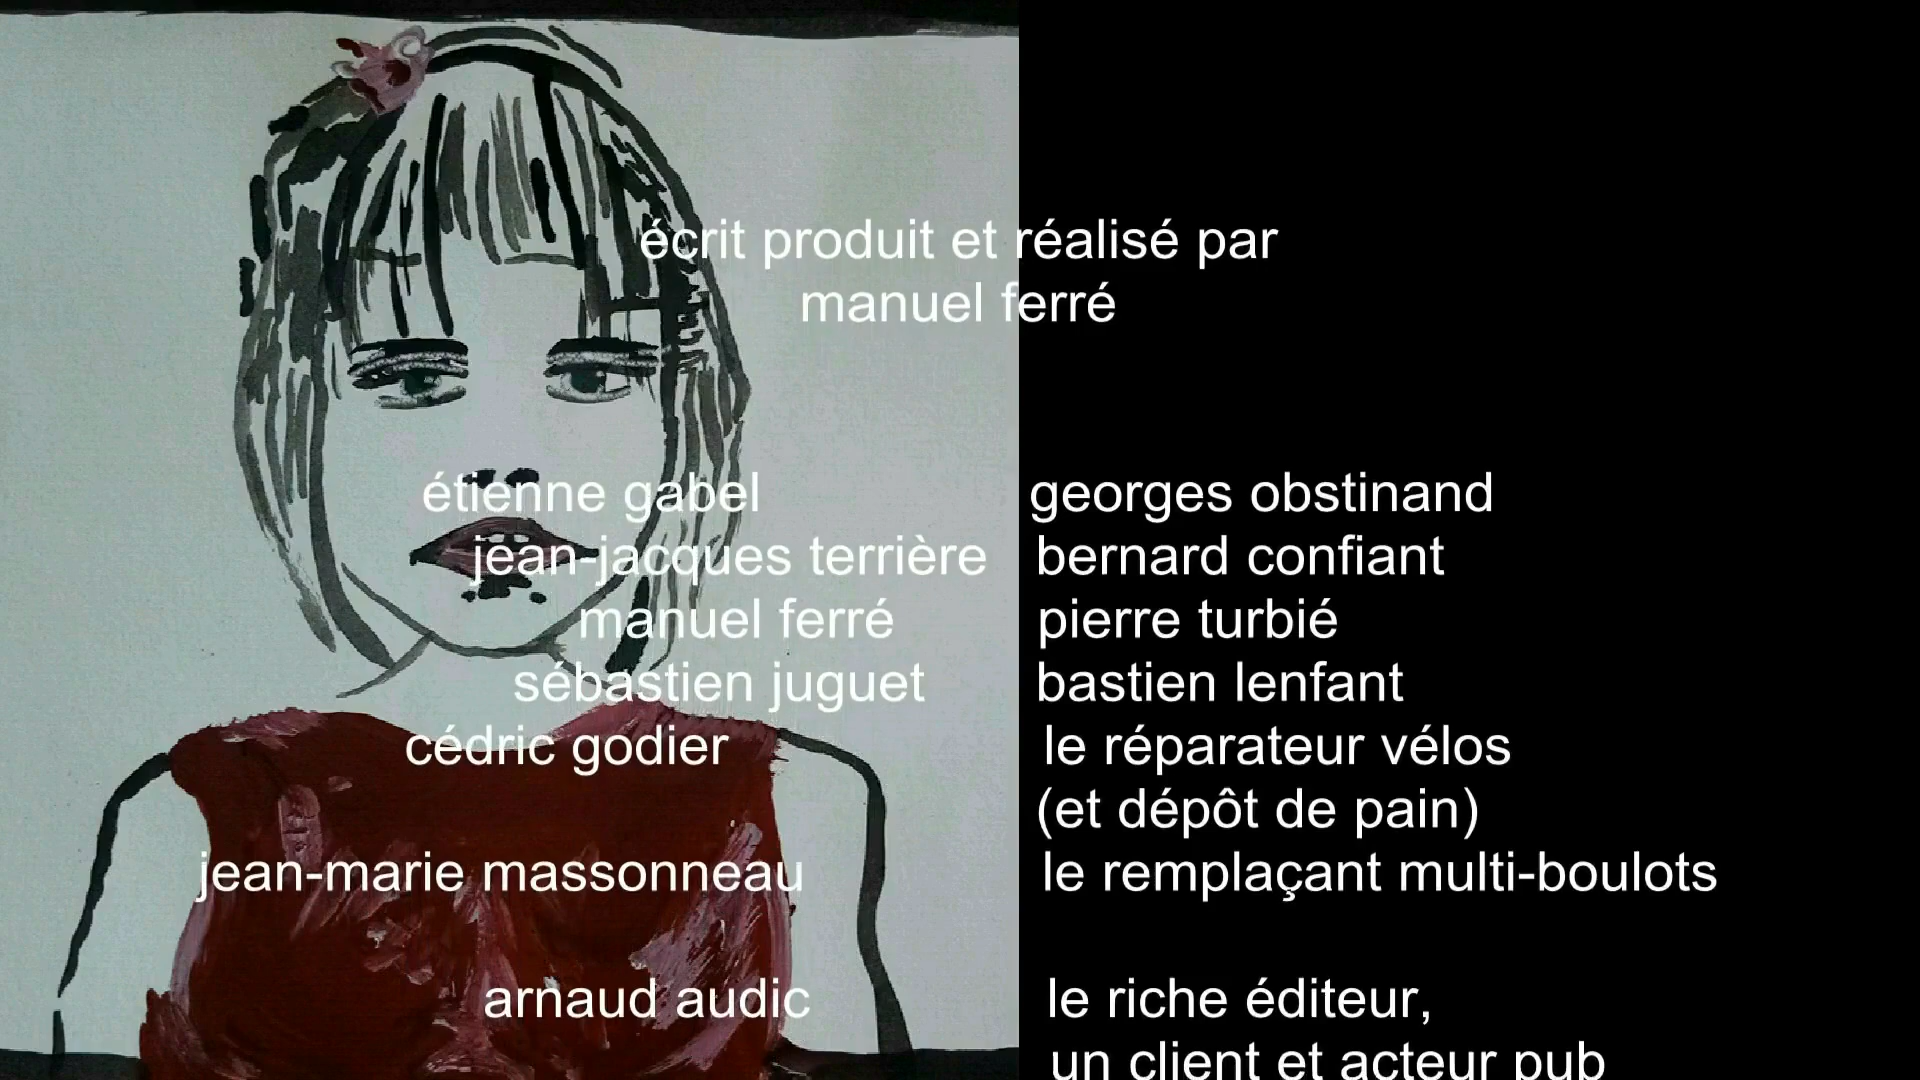 écrit produit et réalisé par
manuel ferré
étienne gabel georges obstinand
jean-jacques terrière bernard confiant
manuel ferré pierre turbié
sébastien juguet bastien lenfant
cédric godier le réparateur vélos
(et dépôt de pain)
jean-marie massonneau le remplaçant multi-boulots
arnaud audic le riche éditeur,
un client et acteur pub